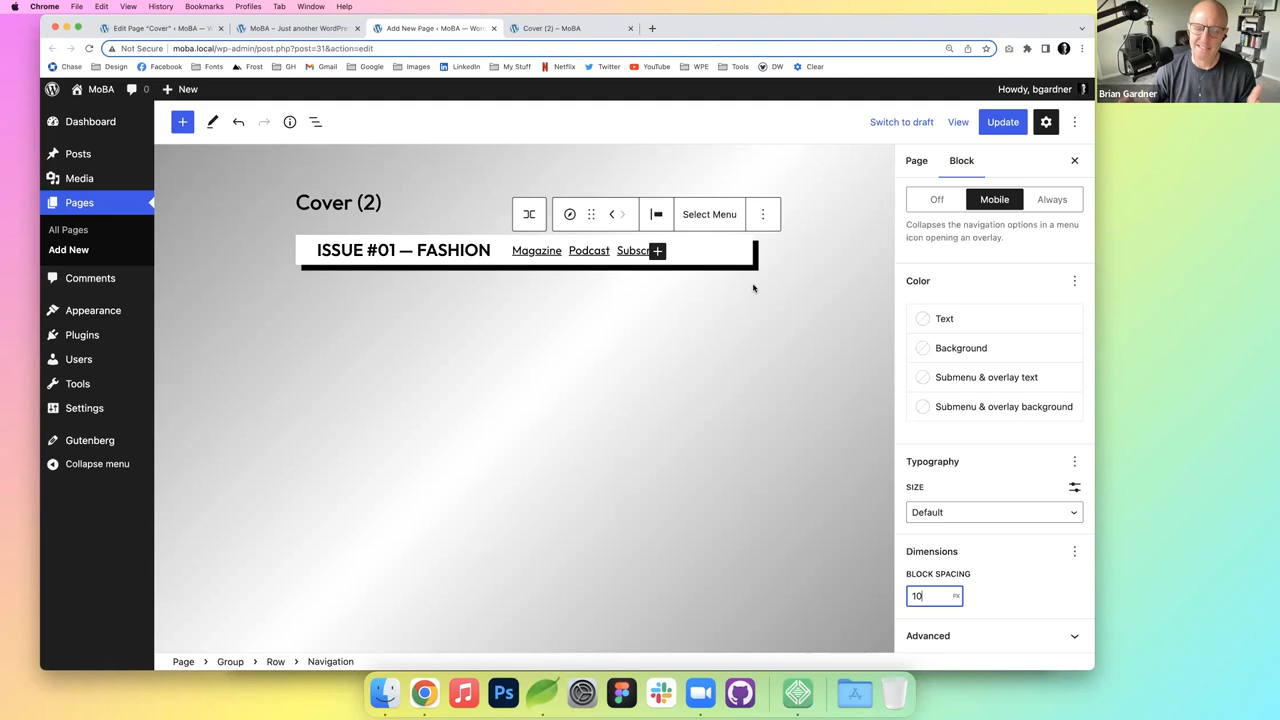 Chrome File Edit View History Bookmarks Profiles Tab Window Help
Edit Page “Cover” ‹ MoBA — W MoBA – Just another WordPre Add New Page ‹ MoBA — Wor Cover (2) – MoBA
Not Secure moba.local/wp-admin/post.php?post=31&action=edit
Chase Design Facebook Fonts Frost GH Gmail Google Images LinkedIn My Stuff Netflix Twitter YouTube WPE Tools DW Clear
Brian Gardner
MoBA 0 New Howdy, bgardner
Dashboard
Posts
Media
Pages
All Pages
Add New
Comments
Appearance
Plugins
Users
Tools
Settings
Gutenberg
Collapse menu
Switch to draft View Update
Cover (2)
Select Menu
ISSUE #01 — FASHION Magazine Podcast Subscr
Page Block
Off Mobile Always
Collapses the navigation options in a menu
icon opening an overlay.
Color
Text
Background
Submenu & overlay text
Submenu & overlay background
Typography
SIZE
Default
Dimensions
BLOCK SPACING
10 PX
Advanced
Page Group Row Navigation
Ps